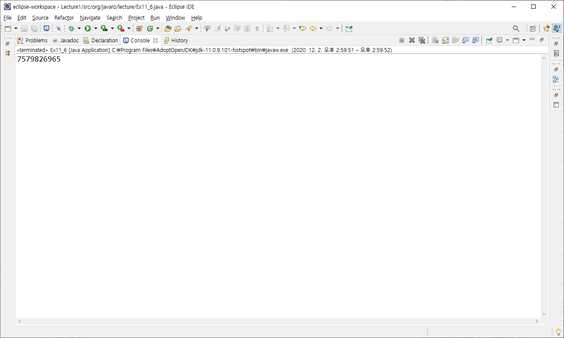 eclipse-workspace - Lecture1/src/org/javaro/lecture/Ex11_6.java - Eclipse IDE
File Edit Source Refactor Navigate Search Project Run Window Help
Problems Javadoc Declaration Console History
<terminated> Ex11_6 [Java Application] C:₩Program Files₩AdoptOpenJDK₩jdk-11.0.9.101-hotspot₩bin₩javaw.exe (2020. 12. 2. 오후 2:59:51 – 오후 2:59:52)
7579826965